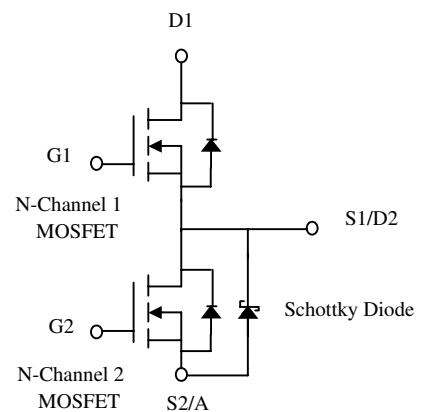 D1
G1
N-Channel 1
MOSFET
S1/D2
Schottky Diode
G2
N-Channel 2
MOSFET
S2/A